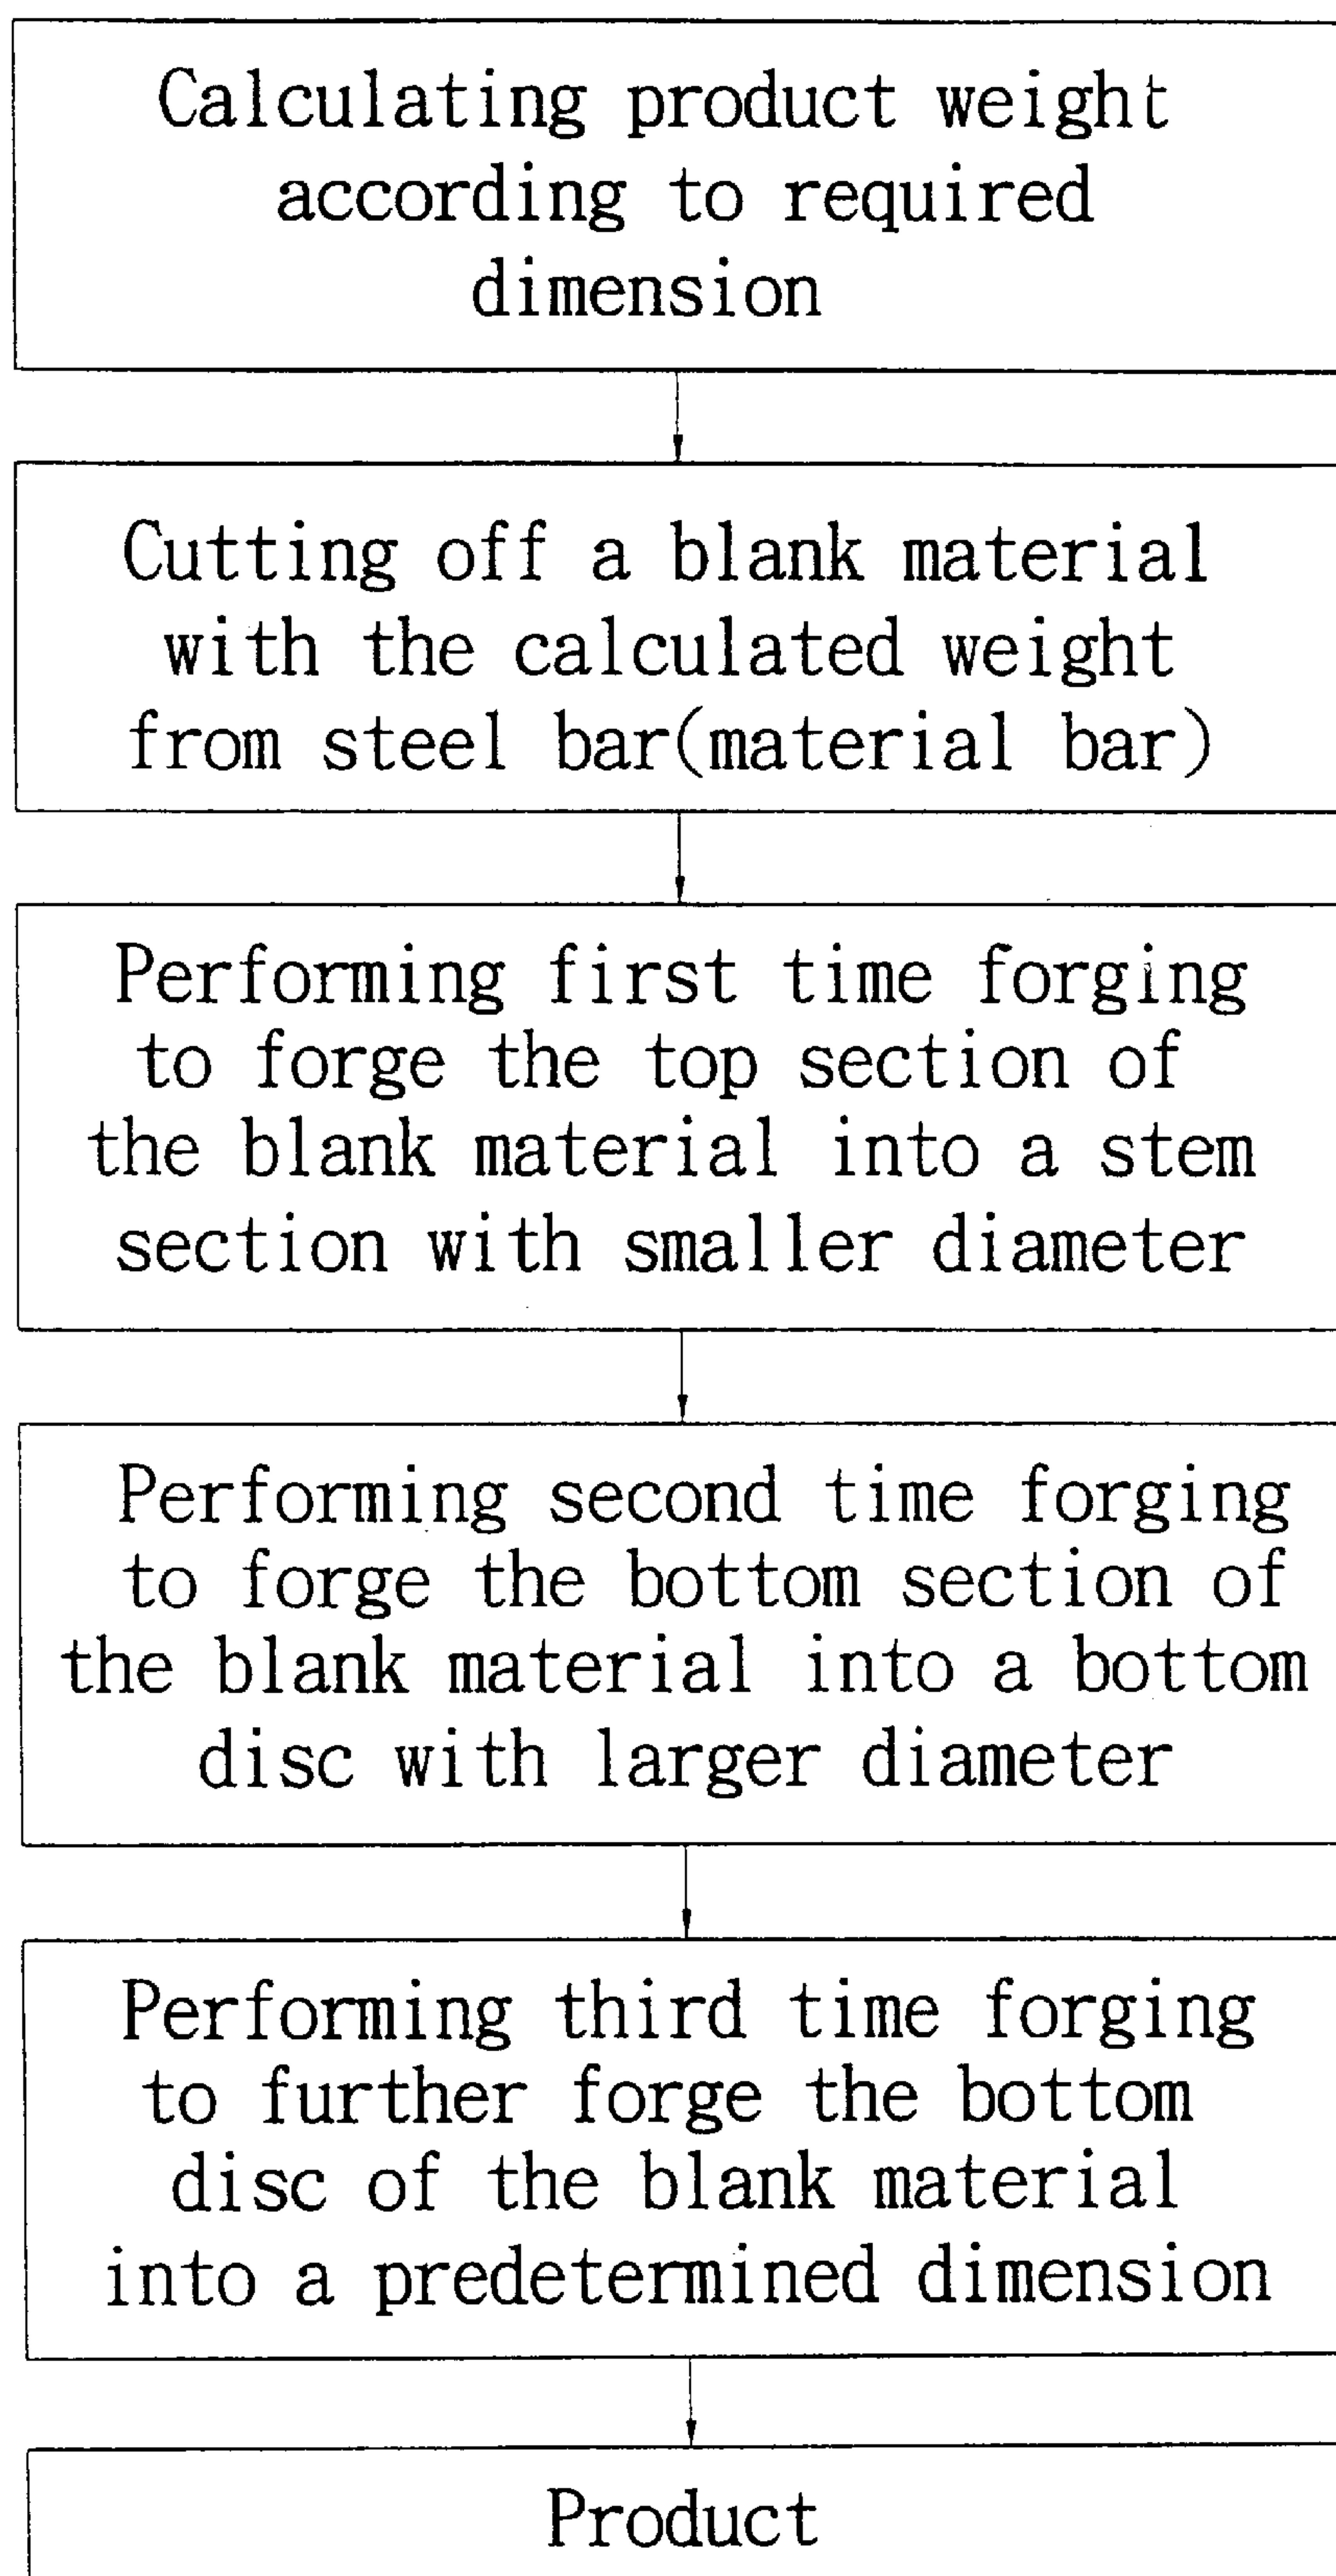 Calculating product weight
according to required
dimension
Cutting off a blank material
with the calculated weight
from steel bar(material bar)
Performing first time forging
to forge the top section of
the blank material into a stem
section with smaller diameter
Performing second time forging
to forge the bottom section of
the blank material into a bottom
disc with larger diameter
Performing third time forging
to further forge the bottom
disc of the blank material
into a predetermined dimension
Product